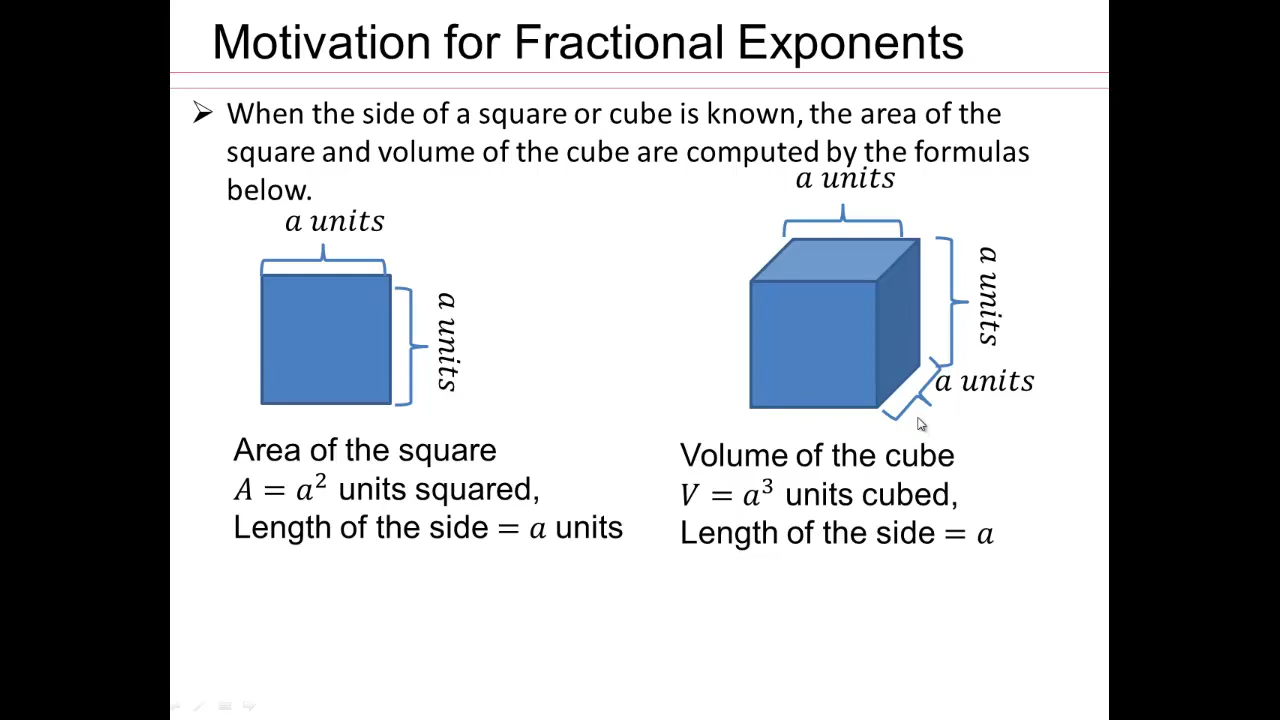 Motivation for Fractional Exponents
➢ When the side of a square or cube is known, the area of the
square and volume of the cube are computed by the formulas
below.
a units
a units
Area of the square
A = a² units squared,
Length of the side = a units
a units
a units
a units
Volume of the cube
V = a³ units cubed,
Length of the side = a